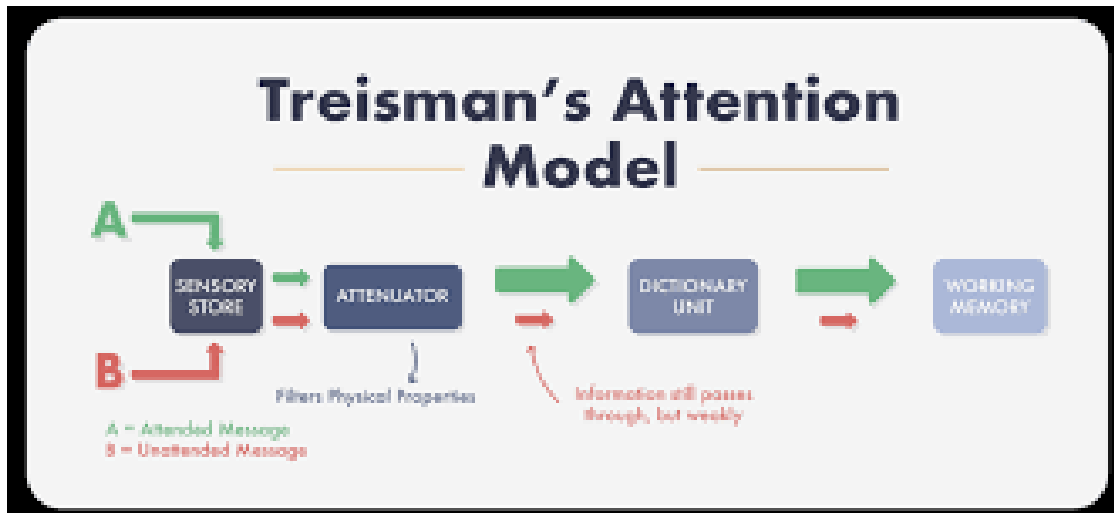 Treisman's Attention
Model
A
SENSORY
STORE
ATTENUATOR
DICTIONARY
UNIT
WORKING
MEMORY
B
Filters Physical Properties
Information still passes
through, but weakly
A = Attended Message
B = Unattended Message